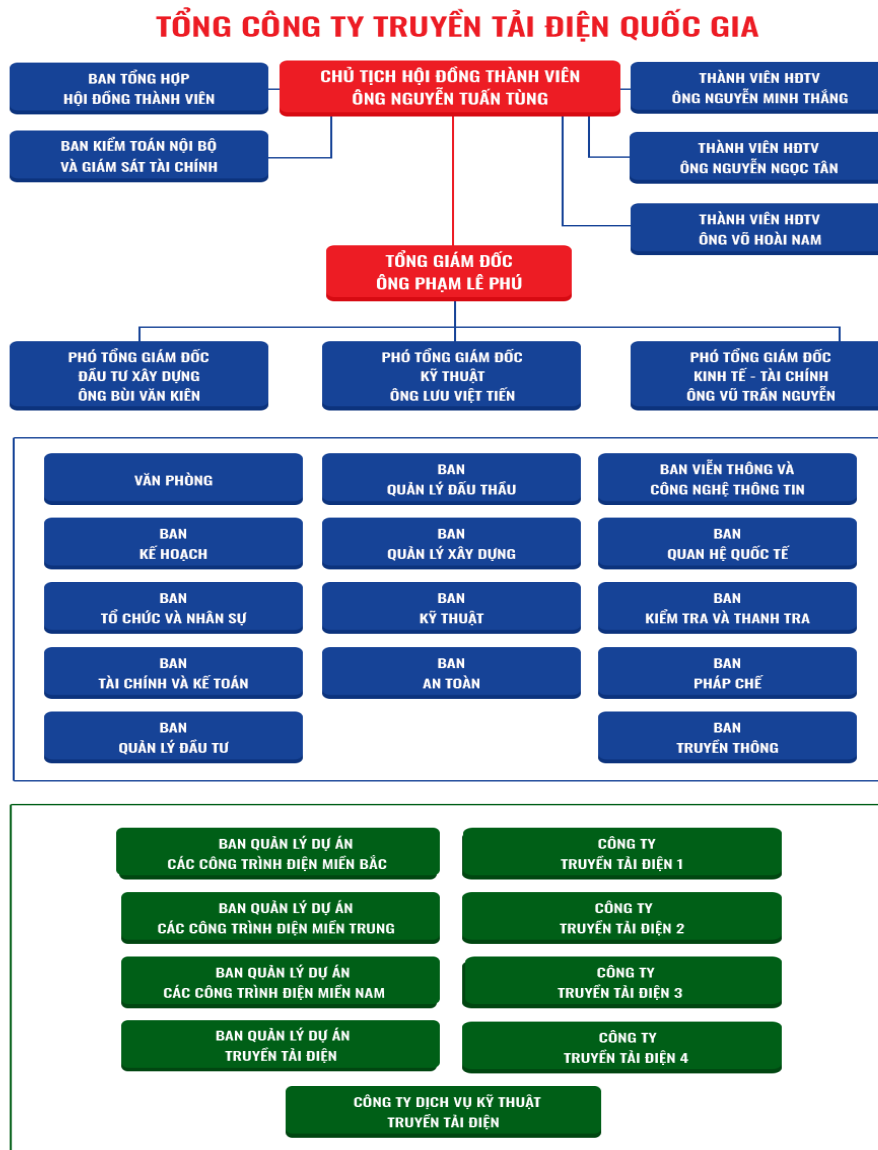 TỔNG CÔNG TY TRUYỀN TẢI ĐIỆN QUỐC GIA
BAN TỔNG HỢP
HỘI ĐỒNG THÀNH VIÊN
CHỦ TỊCH HỘI ĐỒNG THÀNH VIÊN
ÔNG NGUYỄN TUẤN TÙNG
THÀNH VIÊN HĐTV
ÔNG NGUYỄN MINH THẮNG
BAN KIỂM TOÁN NỘI BỘ
VÀ GIÁM SÁT TÀI CHÍNH
THÀNH VIÊN HĐTV
ÔNG NGUYỄN NGỌC TÂN
THÀNH VIÊN HĐTV
ÔNG VÕ HOÀI NAM
TỔNG GIÁM ĐỐC
ÔNG PHẠM LÊ PHÚ
PHÓ TỔNG GIÁM ĐỐC
ĐẦU TƯ XÂY DỰNG
ÔNG BÙI VĂN KIÊN
PHÓ TỔNG GIÁM ĐỐC
KỸ THUẬT
ÔNG LƯU VIỆT TIẾN
PHÓ TỔNG GIÁM ĐỐC
KINH TẾ - TÀI CHÍNH
ÔNG VŨ TRẦN NGUYỄN
VĂN PHÒNG
BAN
QUẢN LÝ ĐẤU THẦU
BAN VIỄN THÔNG VÀ
CÔNG NGHỆ THÔNG TIN
BAN
KẾ HOẠCH
BAN
QUẢN LÝ XÂY DỰNG
BAN
QUAN HỆ QUỐC TẾ
BAN
TỔ CHỨC VÀ NHÂN SỰ
BAN
KỸ THUẬT
BAN
KIỂM TRA VÀ THANH TRA
BAN
TÀI CHÍNH VÀ KẾ TOÁN
BAN
AN TOÀN
BAN
PHÁP CHẾ
BAN
QUẢN LÝ ĐẦU TƯ
BAN
TRUYỀN THÔNG
BAN QUẢN LÝ DỰ ÁN
CÁC CÔNG TRÌNH ĐIỆN MIỀN BẮC
CÔNG TY
TRUYỀN TẢI ĐIỆN 1
BAN QUẢN LÝ DỰ ÁN
CÁC CÔNG TRÌNH ĐIỆN MIỀN TRUNG
CÔNG TY
TRUYỀN TẢI ĐIỆN 2
BAN QUẢN LÝ DỰ ÁN
CÁC CÔNG TRÌNH ĐIỆN MIỀN NAM
CÔNG TY
TRUYỀN TẢI ĐIỆN 3
BAN QUẢN LÝ DỰ ÁN
TRUYỀN TẢI ĐIỆN
CÔNG TY
TRUYỀN TẢI ĐIỆN 4
CÔNG TY DỊCH VỤ KỸ THUẬT
TRUYỀN TẢI ĐIỆN